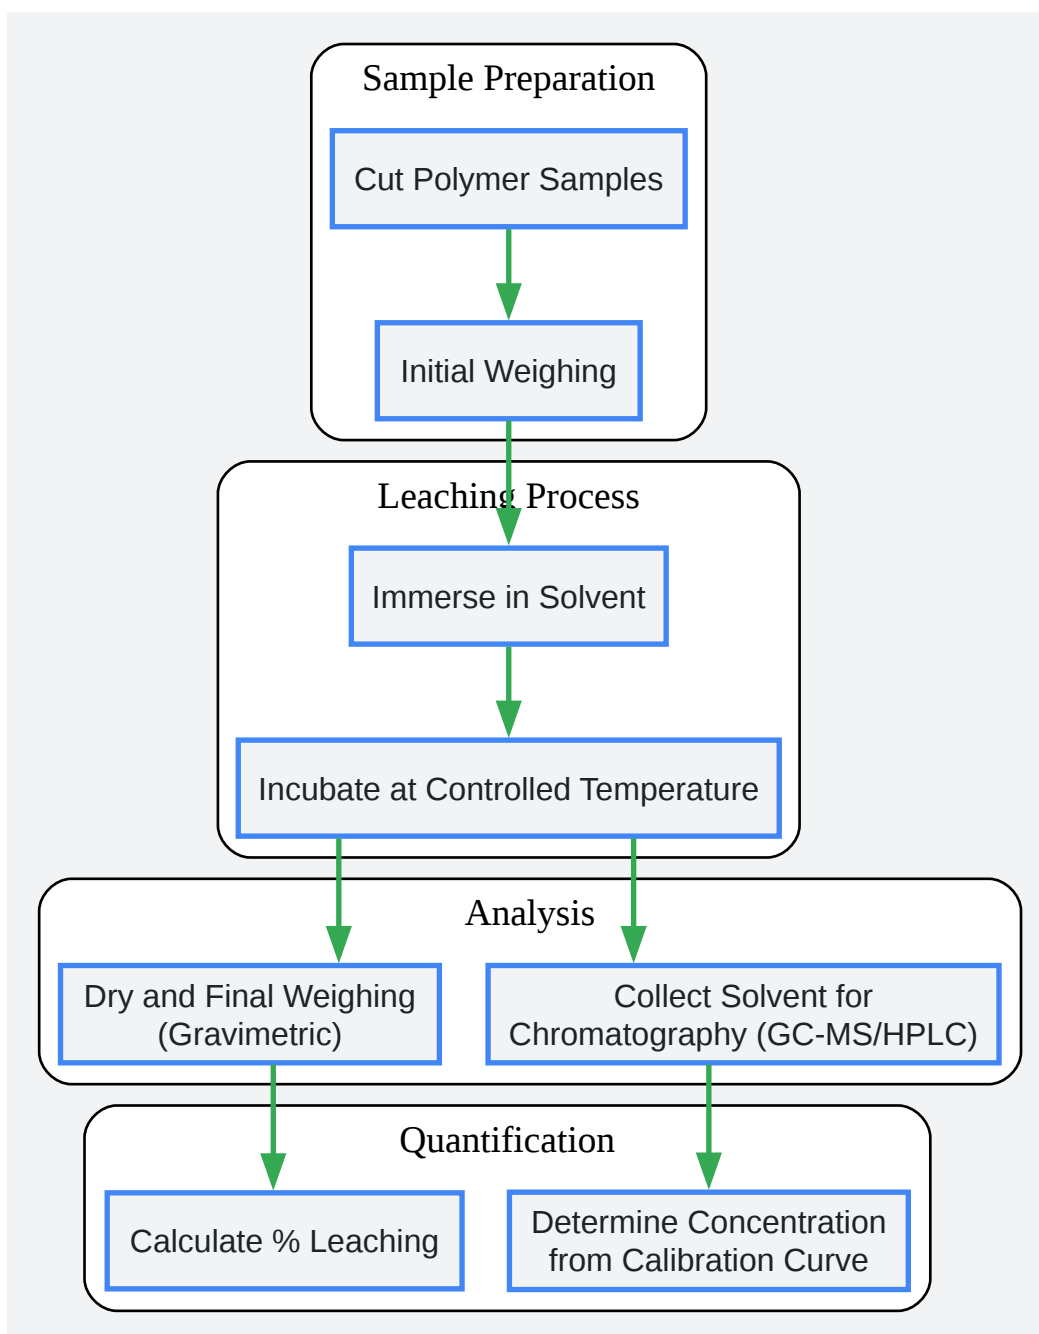 Sample Preparation
Cut Polymer Samples
Initial Weighing
Leaching Process
Immerse in Solvent
Incubate at Controlled Temperature
Analysis
Dry and Final Weighing
(Gravimetric)
Collect Solvent for
Chromatography (GC-MS/HPLC)
Quantification
Calculate % Leaching
Determine Concentration
from Calibration Curve